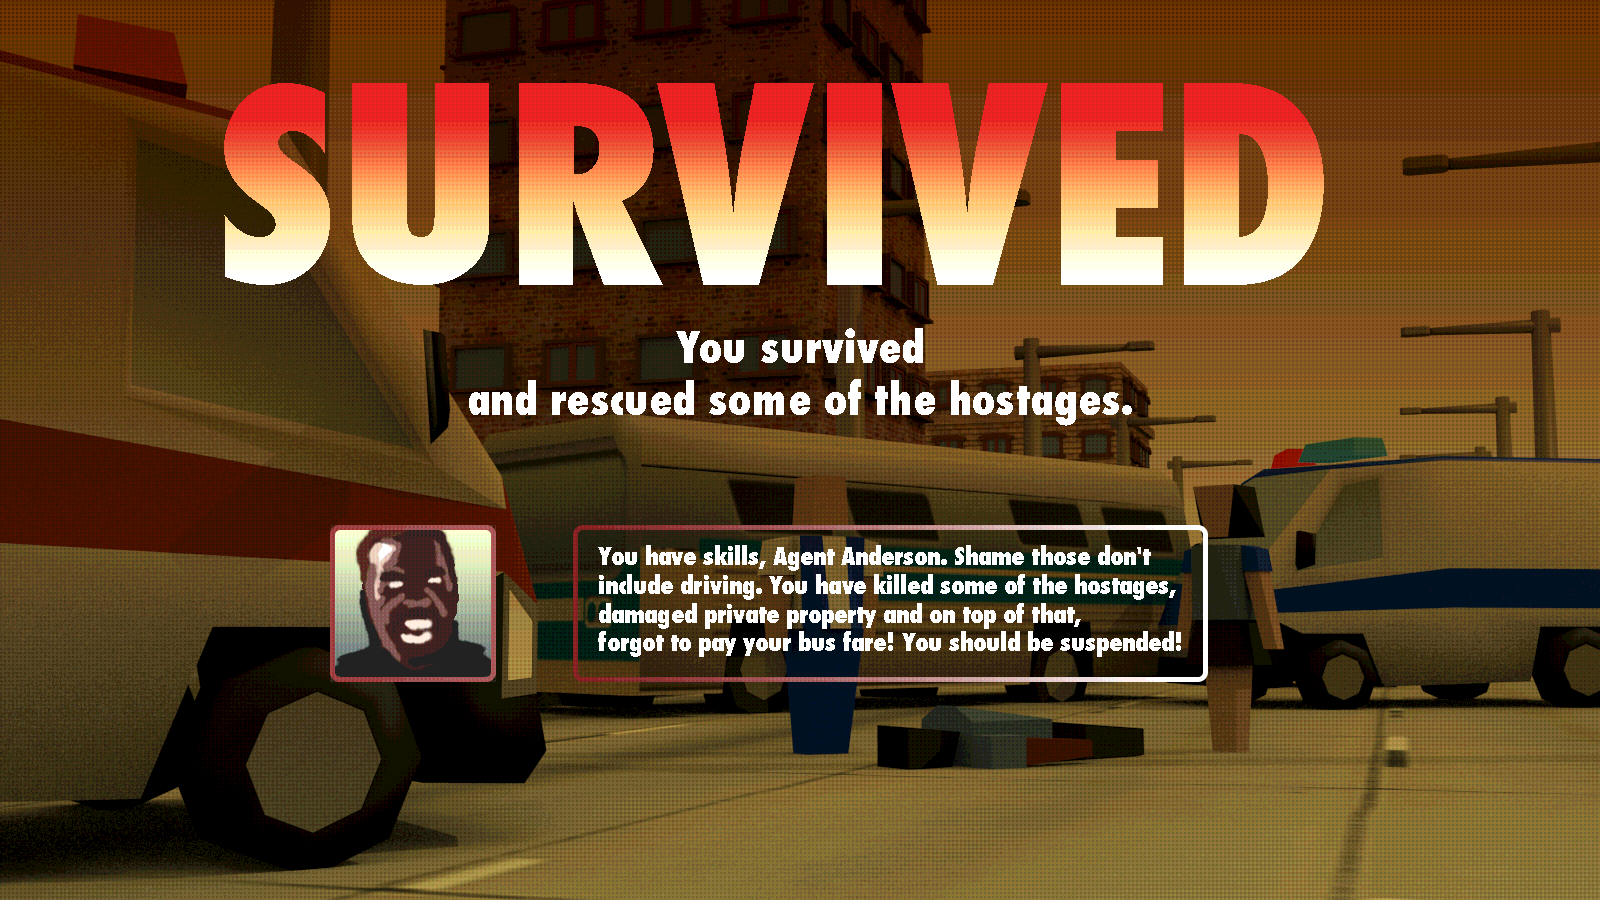 SURVIVED
You survived
and rescued some of the hostages.
You have skills, Agent Anderson. Shame those don't
include driving. You have killed some of the hostages,
damaged private property and on top of that,
forgot to pay your bus fare! You should be suspended!